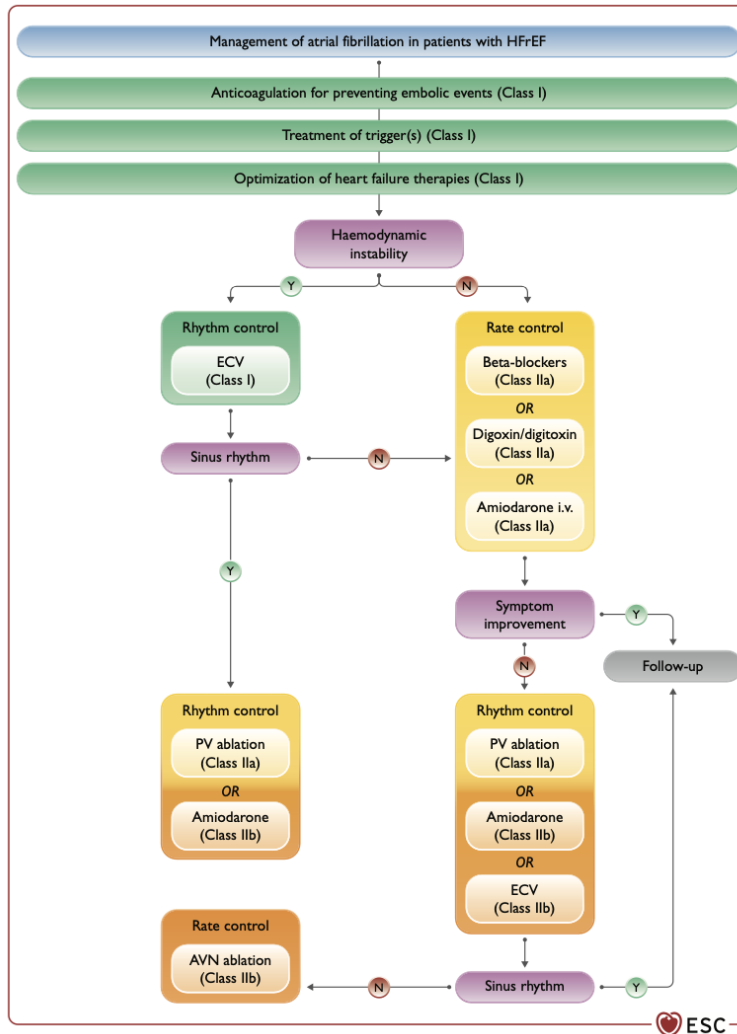 Management of atrial fibrillation in patients with HFrEF
Anticoagulation for preventing embolic events (Class I)
Treatment of trigger(s) (Class I)
Optimization of heart failure therapies (Class I)
Haemodynamic
instability
Y
N
Rhythm control
ECV
(Class I)
Rate control
Beta-blockers
(Class IIa)
OR
Digoxin/digitoxin
(Class IIa)
OR
Amiodarone i.v.
(Class IIa)
Sinus rhythm
N
Y
Symptom
improvement
Y
N
Follow-up
Rhythm control
PV ablation
(Class IIa)
OR
Amiodarone
(Class IIb)
Rhythm control
PV ablation
(Class IIa)
OR
Amiodarone
(Class IIb)
OR
ECV
(Class IIb)
Rate control
AVN ablation
(Class IIb)
N
Sinus rhythm
Y
ESC